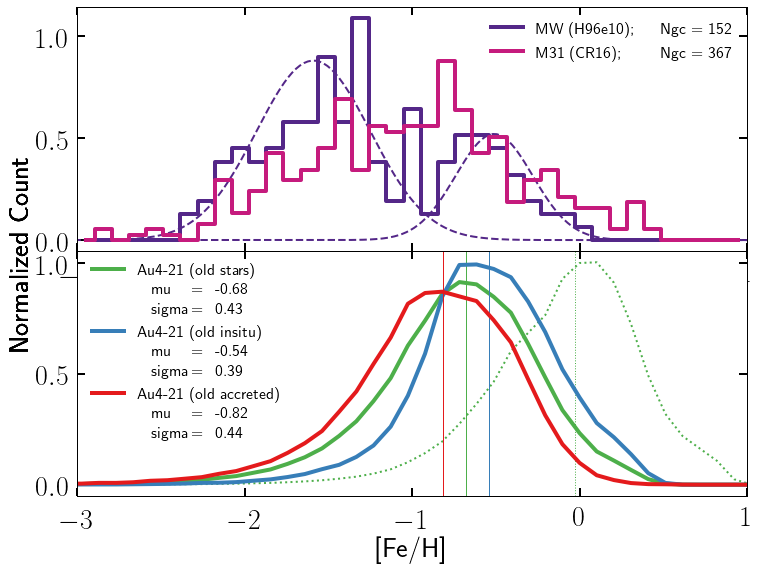 MW (H96e10); Ngc = 152
M31 (CR16); Ngc = 367
1.0
0.5
0.0
Normalized Count
Au4-21 (old stars)
mu = -0.68
sigma = 0.43
Au4-21 (old insitu)
mu = -0.54
sigma = 0.39
Au4-21 (old accreted)
mu = -0.82
sigma = 0.44
1.0
0.5
0.0
−3 −2 −1 0 1
[Fe/H]